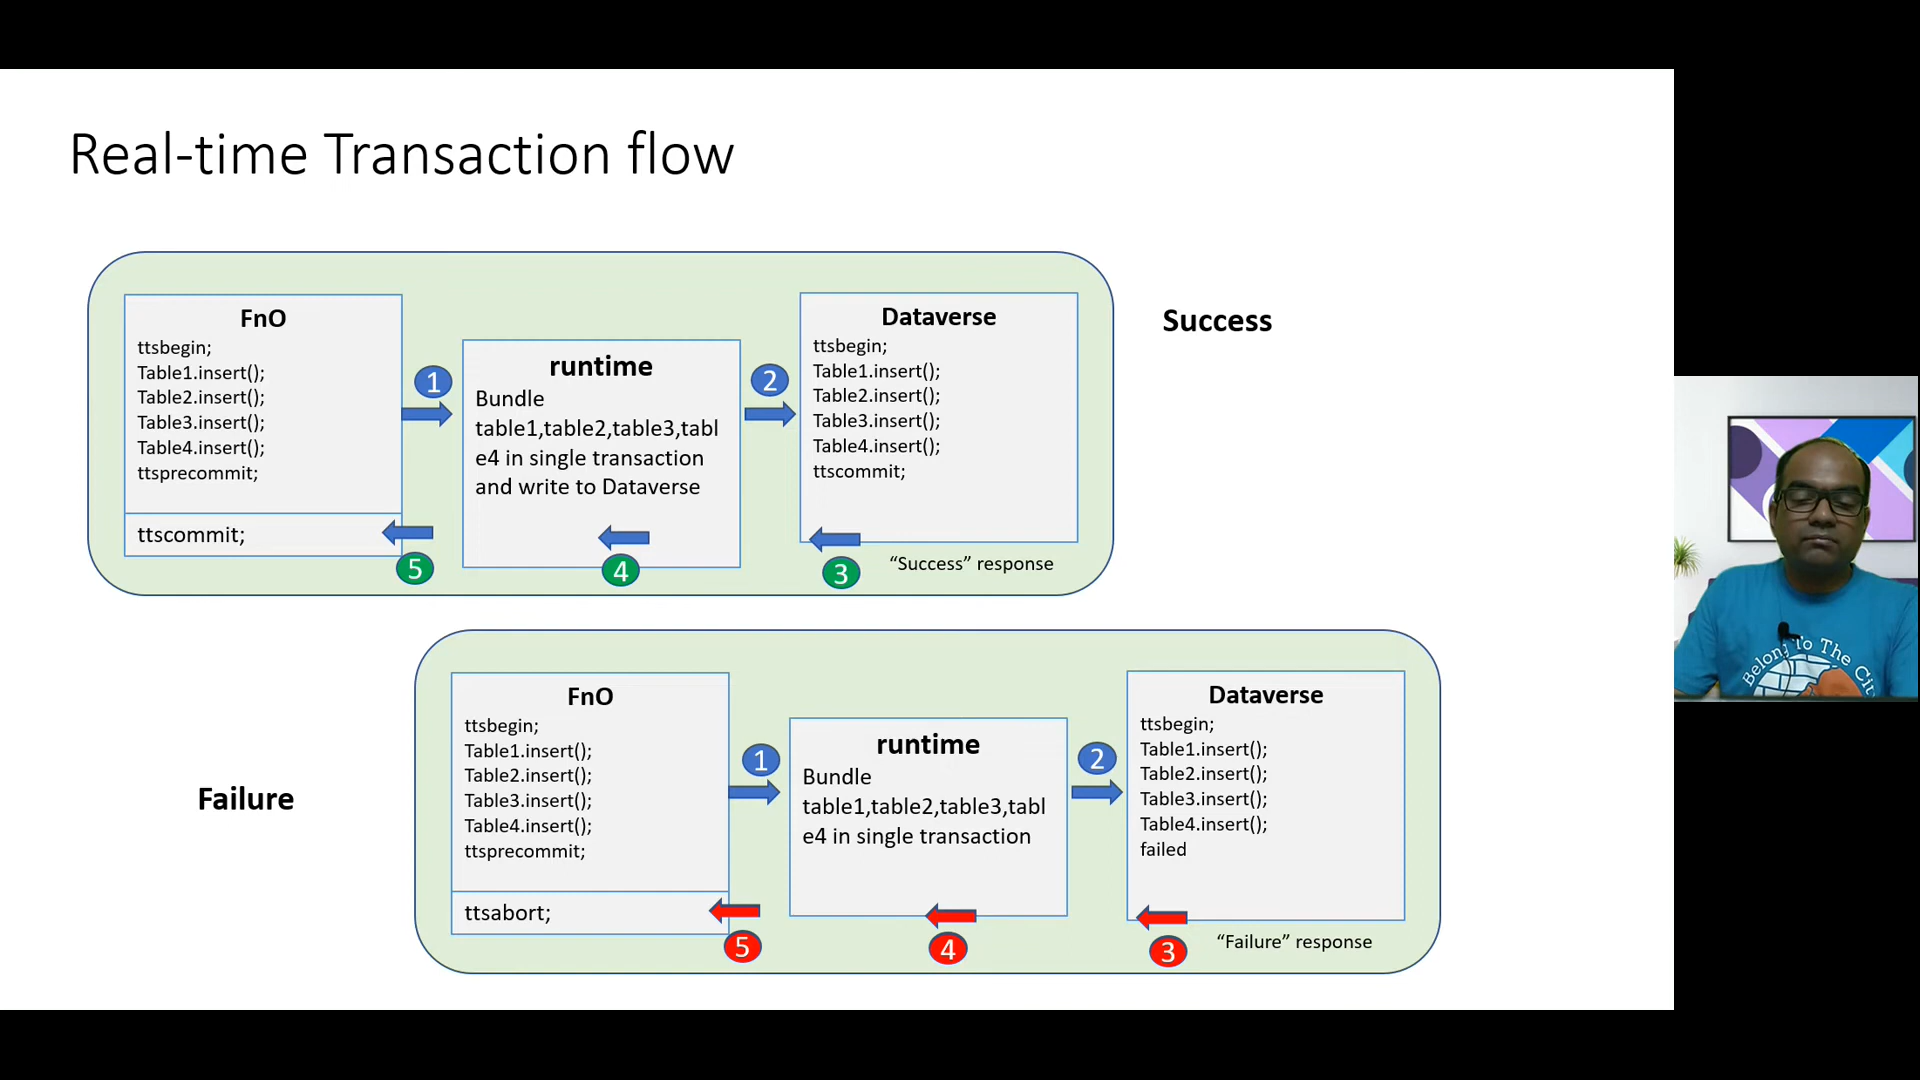 Real-time Transaction flow
FnO
ttsbegin;
Table1.insert();
Table2.insert();
Table3.insert();
Table4.insert();
ttsprecommit;
ttscommit;
1
runtime
Bundle
table1,table2,table3,tabl
e4 in single transaction
and write to Dataverse
2
Dataverse
ttsbegin;
Table1.insert();
Table2.insert();
Table3.insert();
Table4.insert();
ttscommit;
5
4
3
“Success” response
Success
Failure
FnO
ttsbegin;
Table1.insert();
Table2.insert();
Table3.insert();
Table4.insert();
ttsprecommit;
ttsabort;
1
runtime
Bundle
table1,table2,table3,tabl
e4 in single transaction
2
Dataverse
ttsbegin;
Table1.insert();
Table2.insert();
Table3.insert();
Table4.insert();
failed
5
4
3
“Failure” response
Belong To The